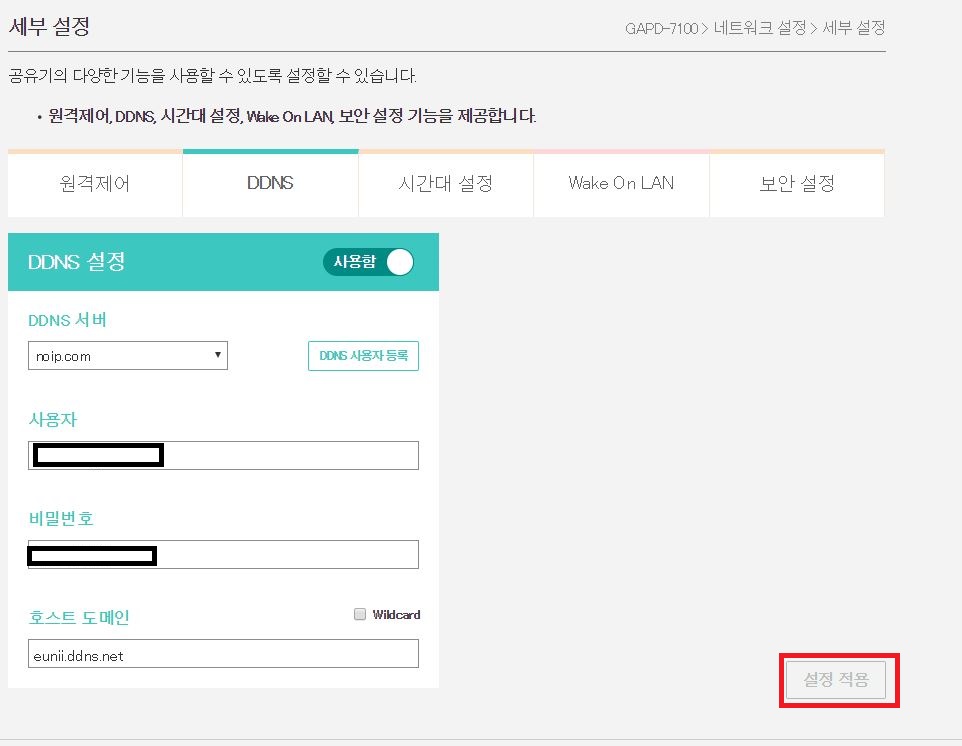 세부 설정
GAPD-7100 > 네트워크 설정 > 세부 설정
공유기의 다양한 기능을 사용할 수 있도록 설정할 수 있습니다.
• 원격제어, DDNS, 시간대 설정, Wake On LAN, 보안 설정 기능을 제공합니다.
원격제어 DDNS 시간대 설정 Wake On LAN 보안 설정
DDNS 설정 사용함
DDNS 서버
noip.com DDNS 사용자 등록
사용자
비밀번호
호스트 도메인 Wildcard
eunii.ddns.net
설정 적용